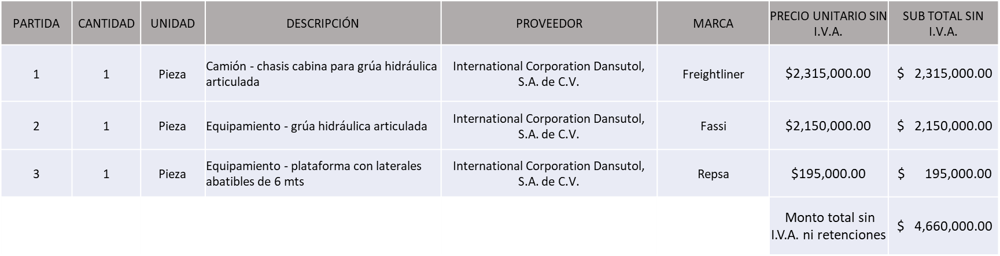 PARTIDA CANTIDAD UNIDAD DESCRIPCIÓN PROVEEDOR MARCA PRECIO UNITARIO SIN I.V.A. SUB TOTAL SIN I.V.A.
1 1 Pieza Camión - chasis cabina para grúa hidráulica articulada International Corporation Dansutol, S.A. de C.V. Freightliner $2,315,000.00 $ 2,315,000.00
2 1 Pieza Equipamiento - grúa hidráulica articulada International Corporation Dansutol, S.A. de C.V. Fassi $2,150,000.00 $ 2,150,000.00
3 1 Pieza Equipamiento - plataforma con laterales abatibles de 6 mts International Corporation Dansutol, S.A. de C.V. Repsa $195,000.00 $ 195,000.00
Monto total sin I.V.A. ni retenciones $ 4,660,000.00